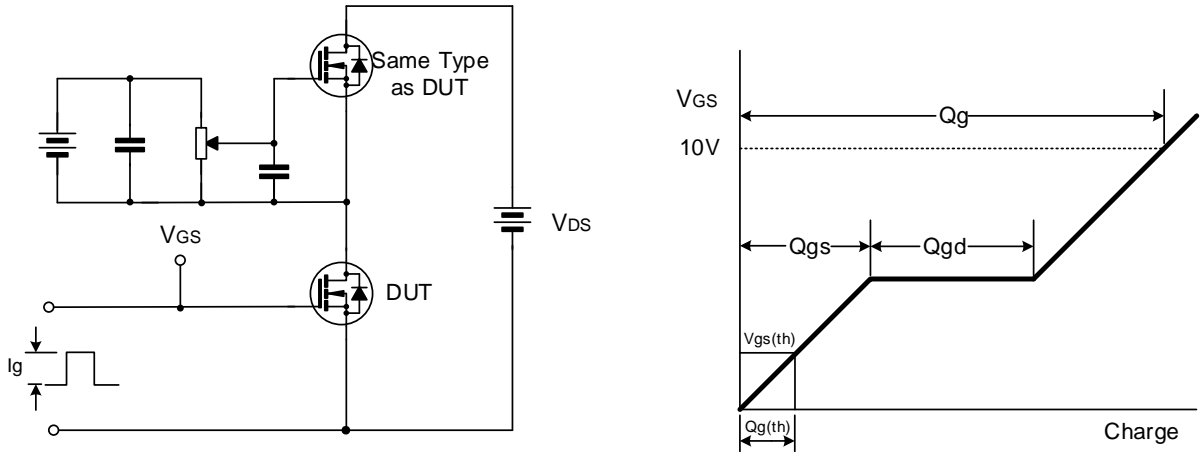 Same Type
as DUT
VGS
VDS
DUT
Ig
VGS
10V
Qg
Qgs
Qgd
Vgs(th)
Qg(th)
Charge